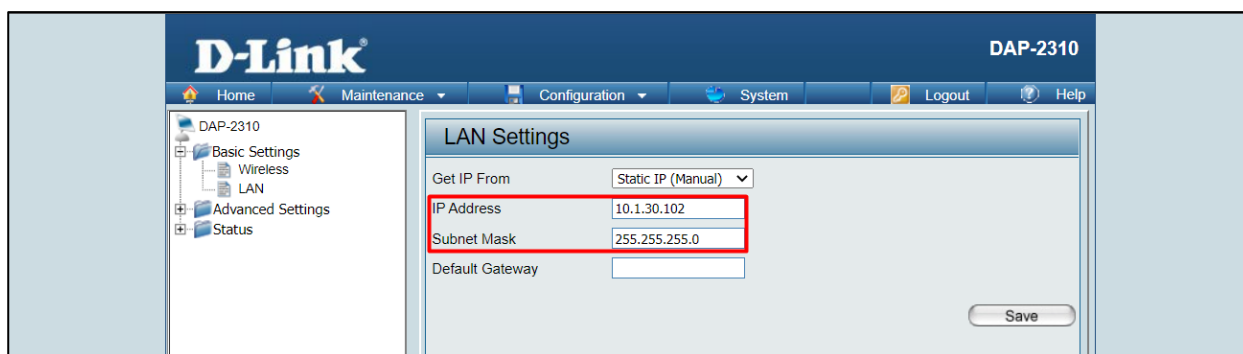 D-Link®
DAP-2310
Home Maintenance Configuration System Logout Help
DAP-2310
Basic Settings
Wireless
LAN
Advanced Settings
Status
LAN Settings
Get IP From Static IP (Manual)
IP Address 10.1.30.102
Subnet Mask 255.255.255.0
Default Gateway
Save